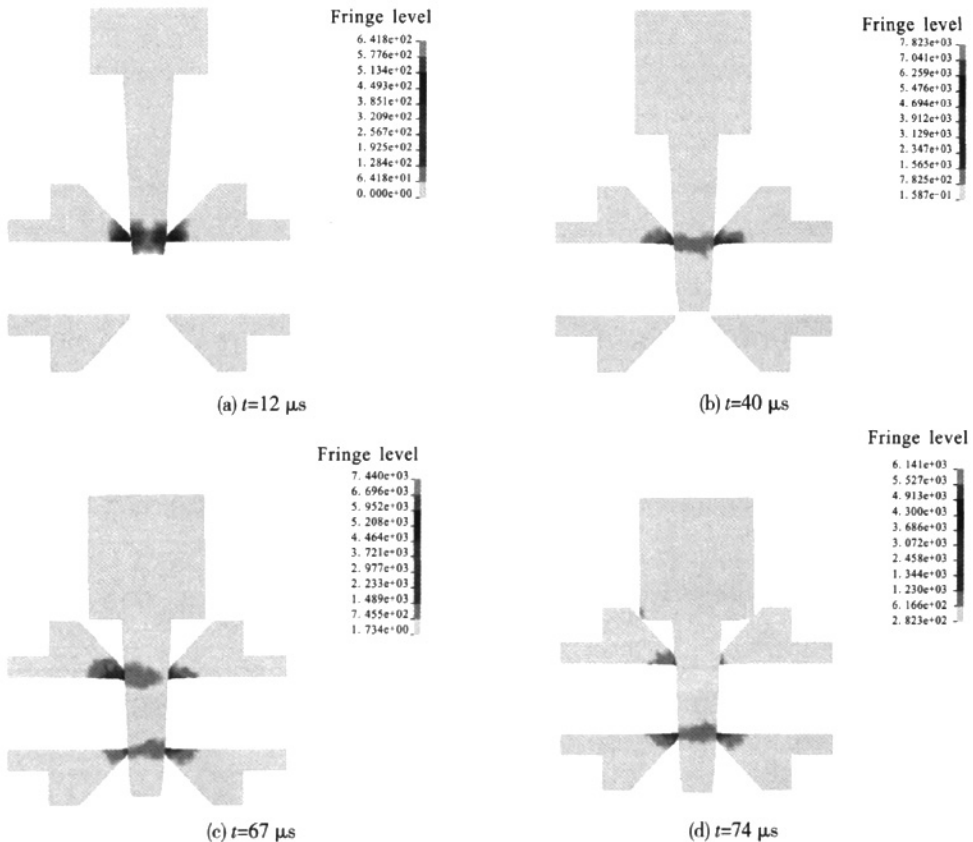 Fringe level
6. 418e+02
5. 776e+02
5. 134e+02
4. 493e+02
3. 851e+02
3. 209e+02
2. 567e+02
1. 925e+02
1. 284e+02
6. 418e+01
0. 000e+00
(a) t=12 μs
Fringe level
7. 823e+03
7. 041e+03
6. 259e+03
5. 476e+03
4. 694e+03
3. 912e+03
3. 129e+03
2. 347e+03
1. 565e+03
7. 825e+02
1. 587e-01
(b) t=40 μs
Fringe level
7. 440e+03
6. 696e+03
5. 952e+03
5. 208e+03
4. 464e+03
3. 721e+03
2. 977e+03
2. 233e+03
1. 489e+03
7. 455e+02
1. 734e+00
(c) t=67 μs
Fringe level
6. 141e+03
5. 527e+03
4. 913e+03
4. 300e+03
3. 686e+03
3. 072e+03
2. 458e+03
1. 344e+03
1. 230e+03
6. 166e+02
2. 823e+02
(d) t=74 μs